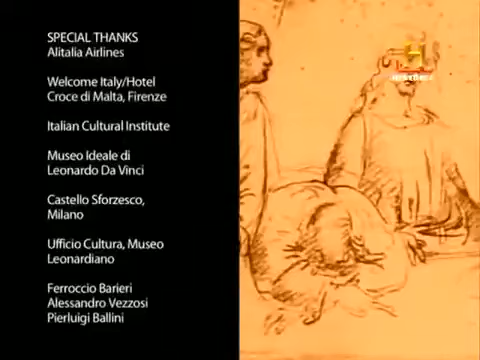 SPECIAL THANKS
Alitalia Airlines
Welcome Italy/Hotel
Croce di Malta, Firenze
Italian Cultural Institute
Museo Ideale di
Leonardo Da Vinci
Castello Sforzesco,
Milano
Ufficio Cultura, Museo
Leonardiano
Ferroccio Barieri
Alessandro Vezzosi
Pierluigi Ballini
H
HISTORY